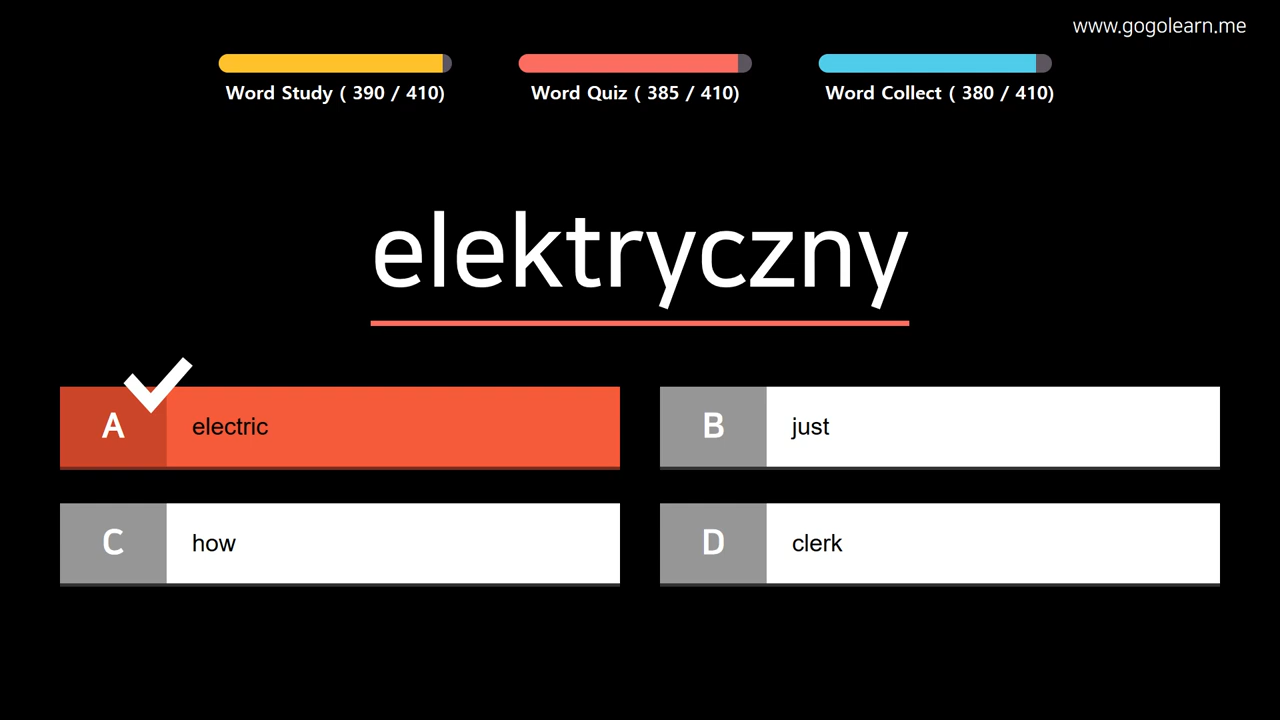 www.gogolearn.me
Word Study ( 390 / 410)
Word Quiz ( 385 / 410)
Word Collect ( 380 / 410)
elektryczny
A electric
B just
C how
D clerk